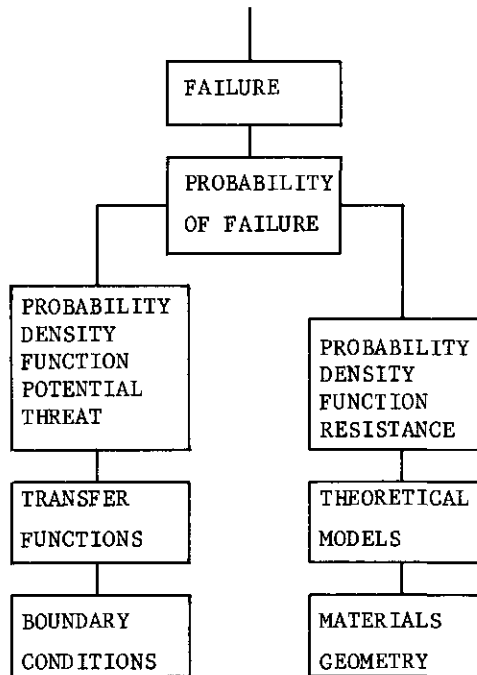 FAILURE
PROBABILITY
OF FAILURE
PROBABILITY
DENSITY
FUNCTION
POTENTIAL
THREAT
PROBABILITY
DENSITY
FUNCTION
RESISTANCE
TRANSFER
FUNCTIONS
THEORETICAL
MODELS
BOUNDARY
CONDITIONS
MATERIALS
GEOMETRY